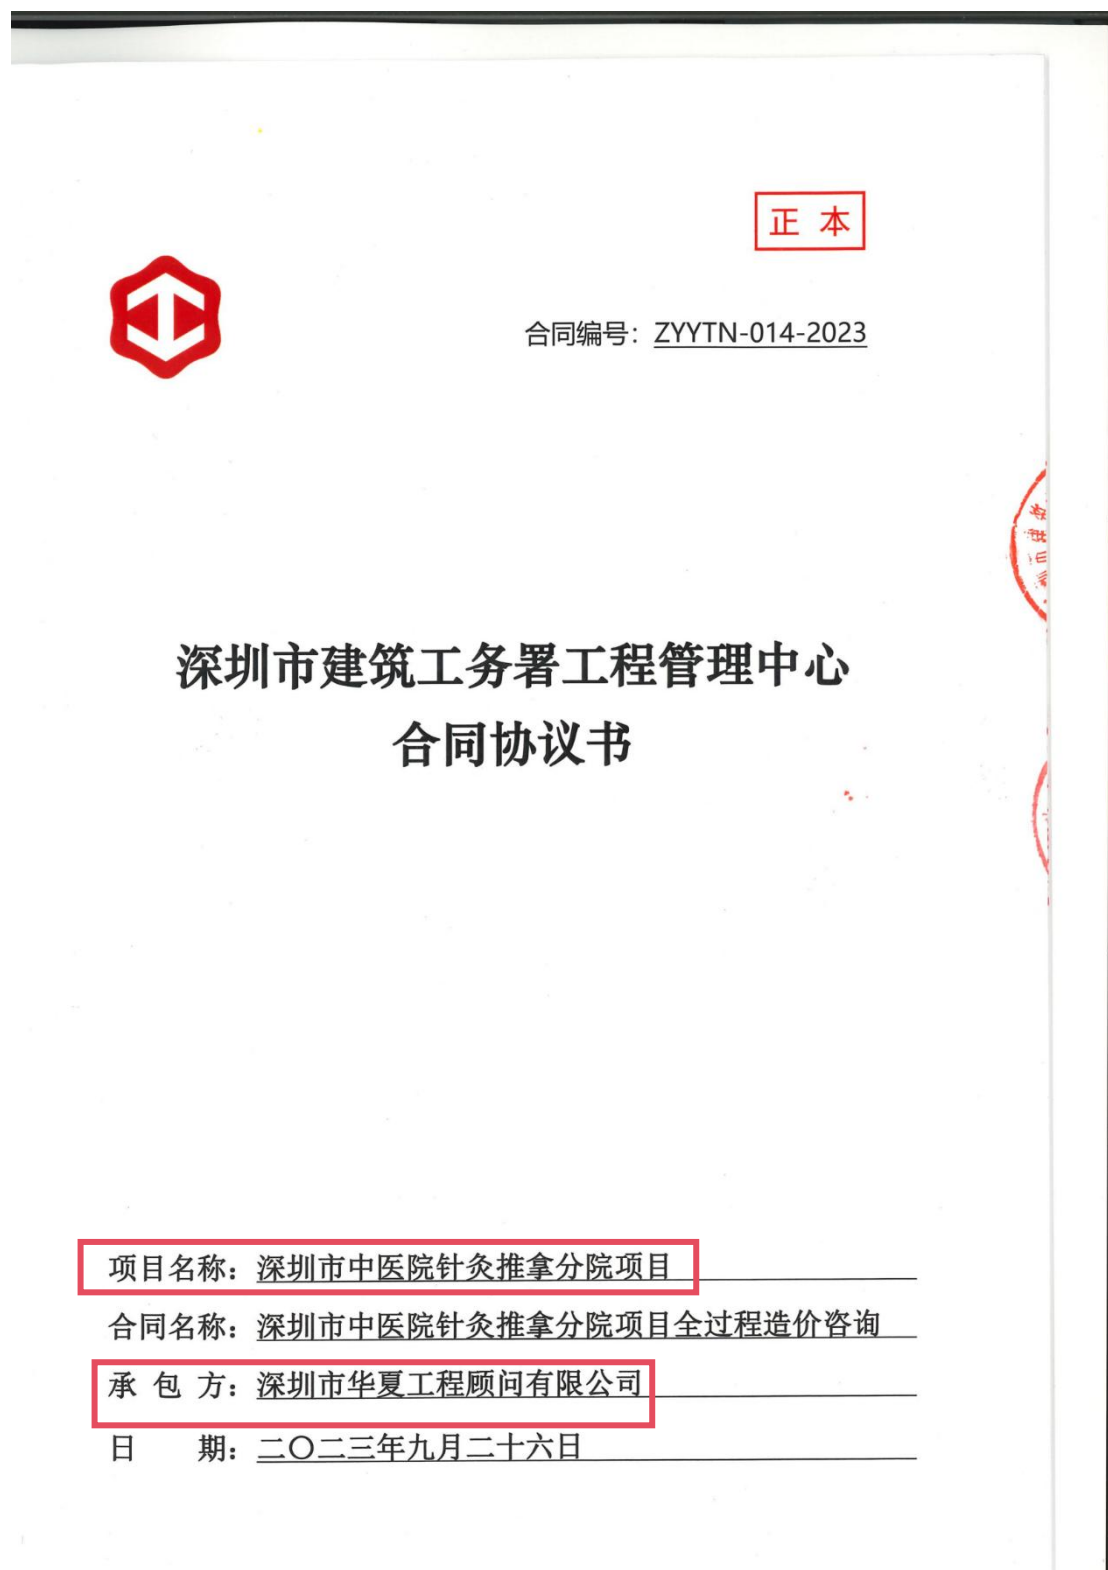 正 本
合同编号：ZYYTN-014-2023
深圳市建筑工务署工程管理中心
合同协议书
项目名称：深圳市中医院针灸推拿分院项目
合同名称：深圳市中医院针灸推拿分院项目全过程造价咨询
承 包 方：深圳市华夏工程顾问有限公司
日 期：二〇二三年九月二十六日